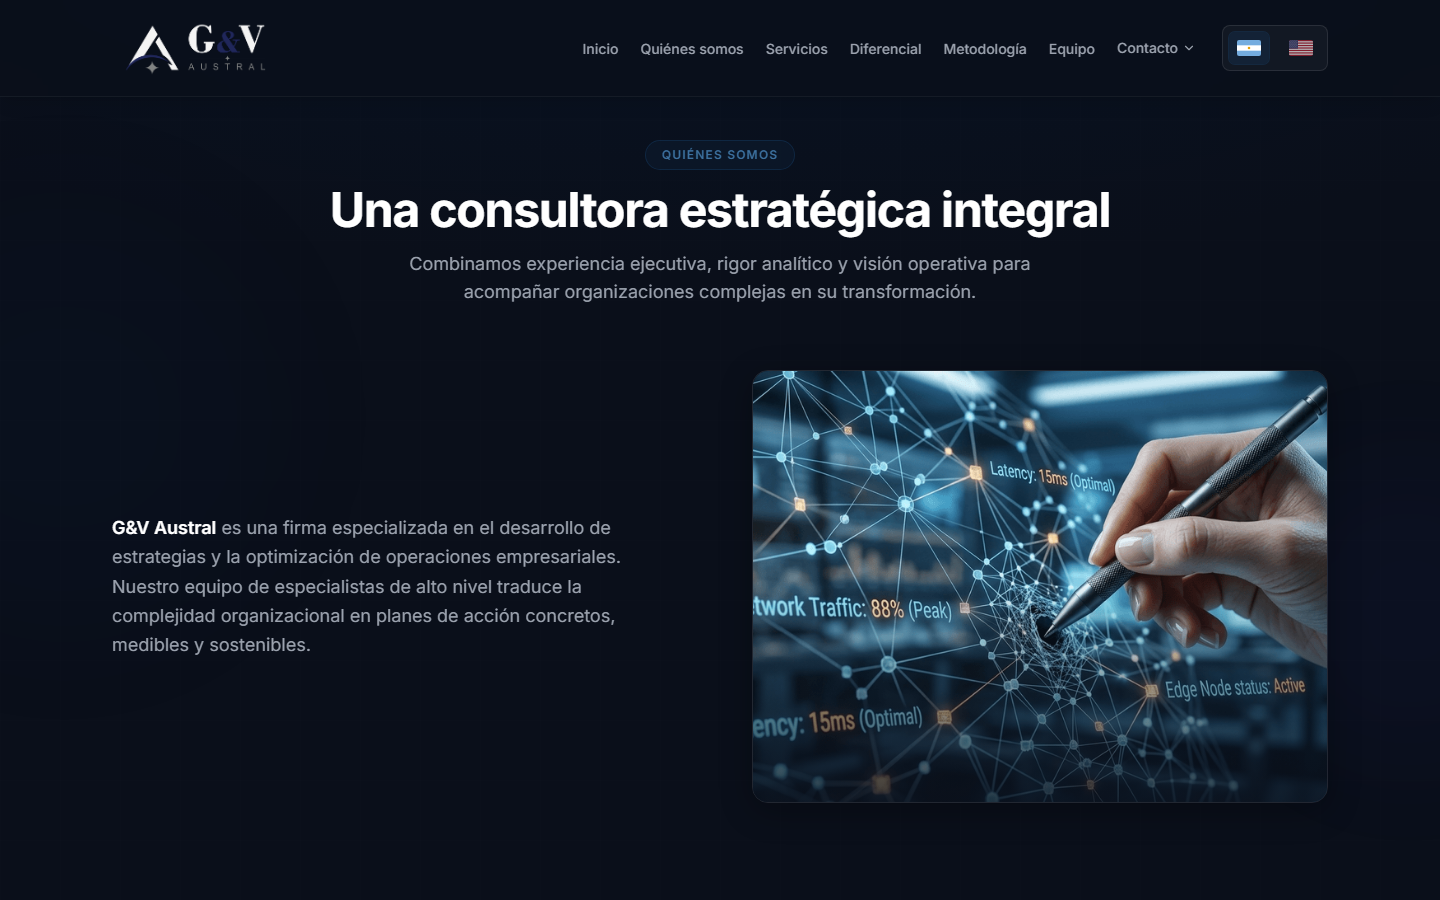 G&V
AUSTRAL
Inicio
Quiénes somos
Servicios
Diferencial
Metodología
Equipo
Contacto
QUIÉNES SOMOS
Una consultora estratégica integral
Combinamos experiencia ejecutiva, rigor analítico y visión operativa para
acompañar organizaciones complejas en su transformación.
G&V Austral es una firma especializada en el desarrollo de
estrategias y la optimización de operaciones empresariales.
Nuestro equipo de especialistas de alto nivel traduce la
complejidad organizacional en planes de acción concretos,
medibles y sostenibles.
Latency: 15ms (Optimal)
twork Traffic: 88% (Peak)
Edge Node status: Active
ency: 15ms (Optimal)